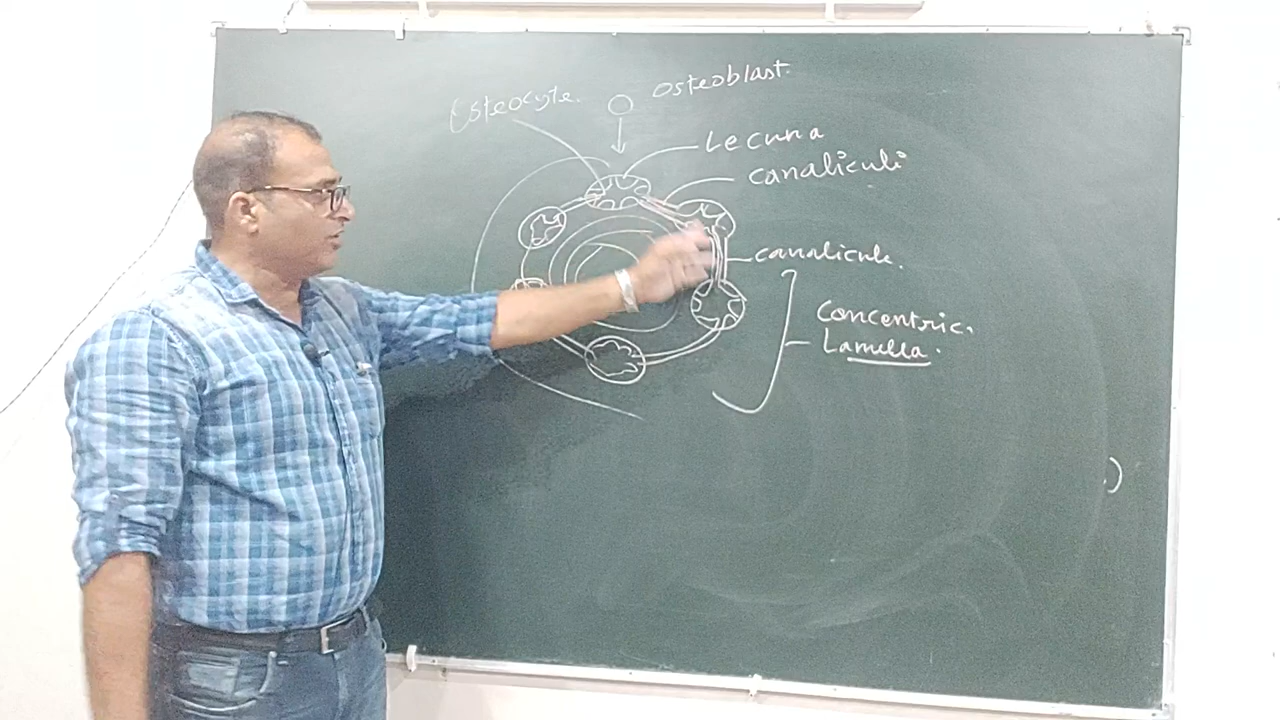 Osteocyte.
osteoblast.
Lecuna
canaliculi
canalicule.
Concentric.
Lamella.